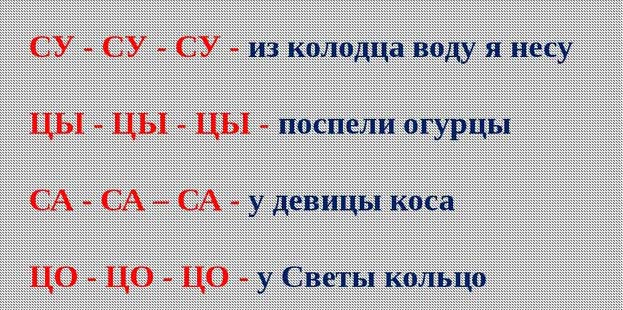 СУ - СУ - СУ - из колодца воду я несу
ЦЫ - ЦЫ - ЦЫ - поспели огурцы
СА - СА – СА - у девицы коса
ЦО - ЦО - ЦО - у Светы кольцо